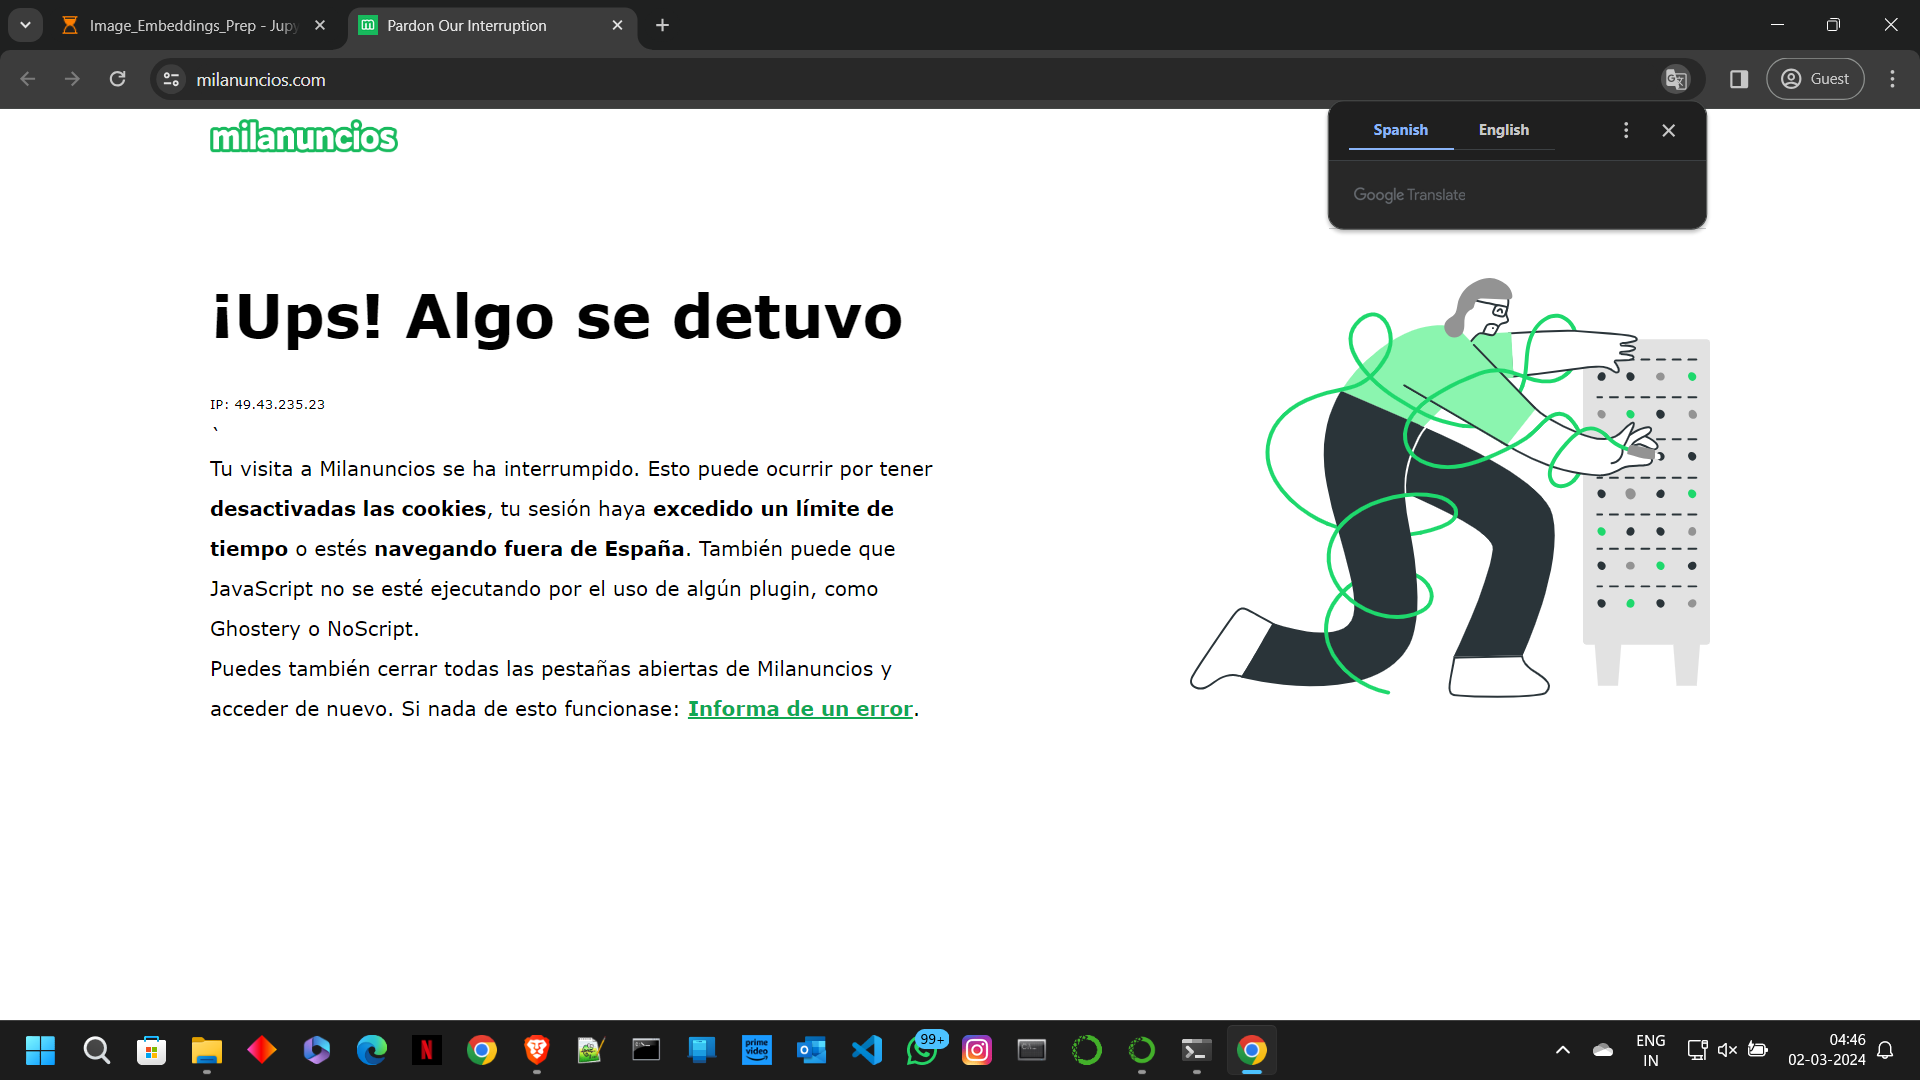 Image_Embeddings_Prep - Jupy
Pardon Our Interruption
milanuncios.com
Guest
milanuncios
Spanish
English
Google Translate
¡Ups! Algo se detuvo
IP: 49.43.235.23
`
Tu visita a Milanuncios se ha interrumpido. Esto puede ocurrir por tener
desactivadas las cookies, tu sesión haya excedido un límite de
tiempo o estés navegando fuera de España. También puede que
JavaScript no se esté ejecutando por el uso de algún plugin, como
Ghostery o NoScript.
Puedes también cerrar todas las pestañas abiertas de Milanuncios y
acceder de nuevo. Si nada de esto funcionase: Informa de un error.
prime
video
99+
ENG
IN
04:46
02-03-2024